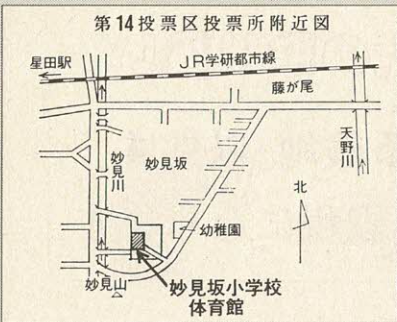 第14投票区投票所附近図
星田駅
JR学研都市線
藤が尾
妙見川
妙見坂
天野川
北
幼稚園
妙見山
妙見坂小学校
体育館